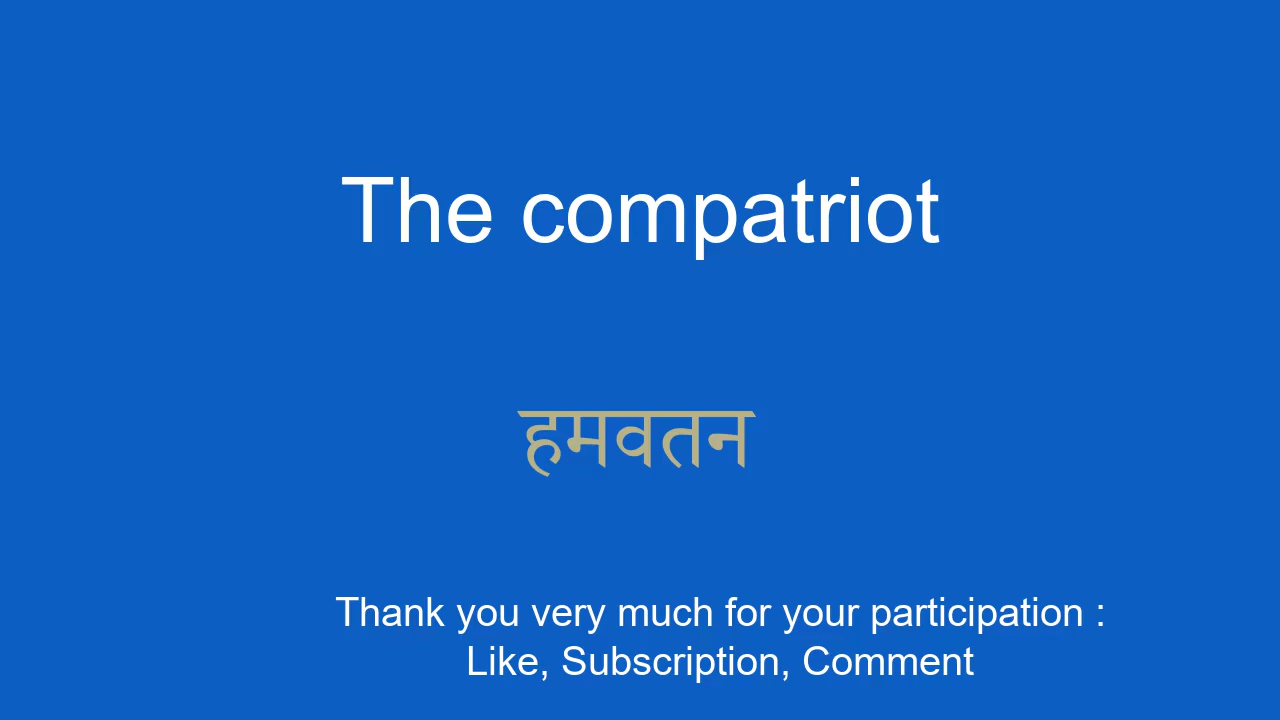 The compatriot
हमवतन
Thank you very much for your participation :
Like, Subscription, Comment